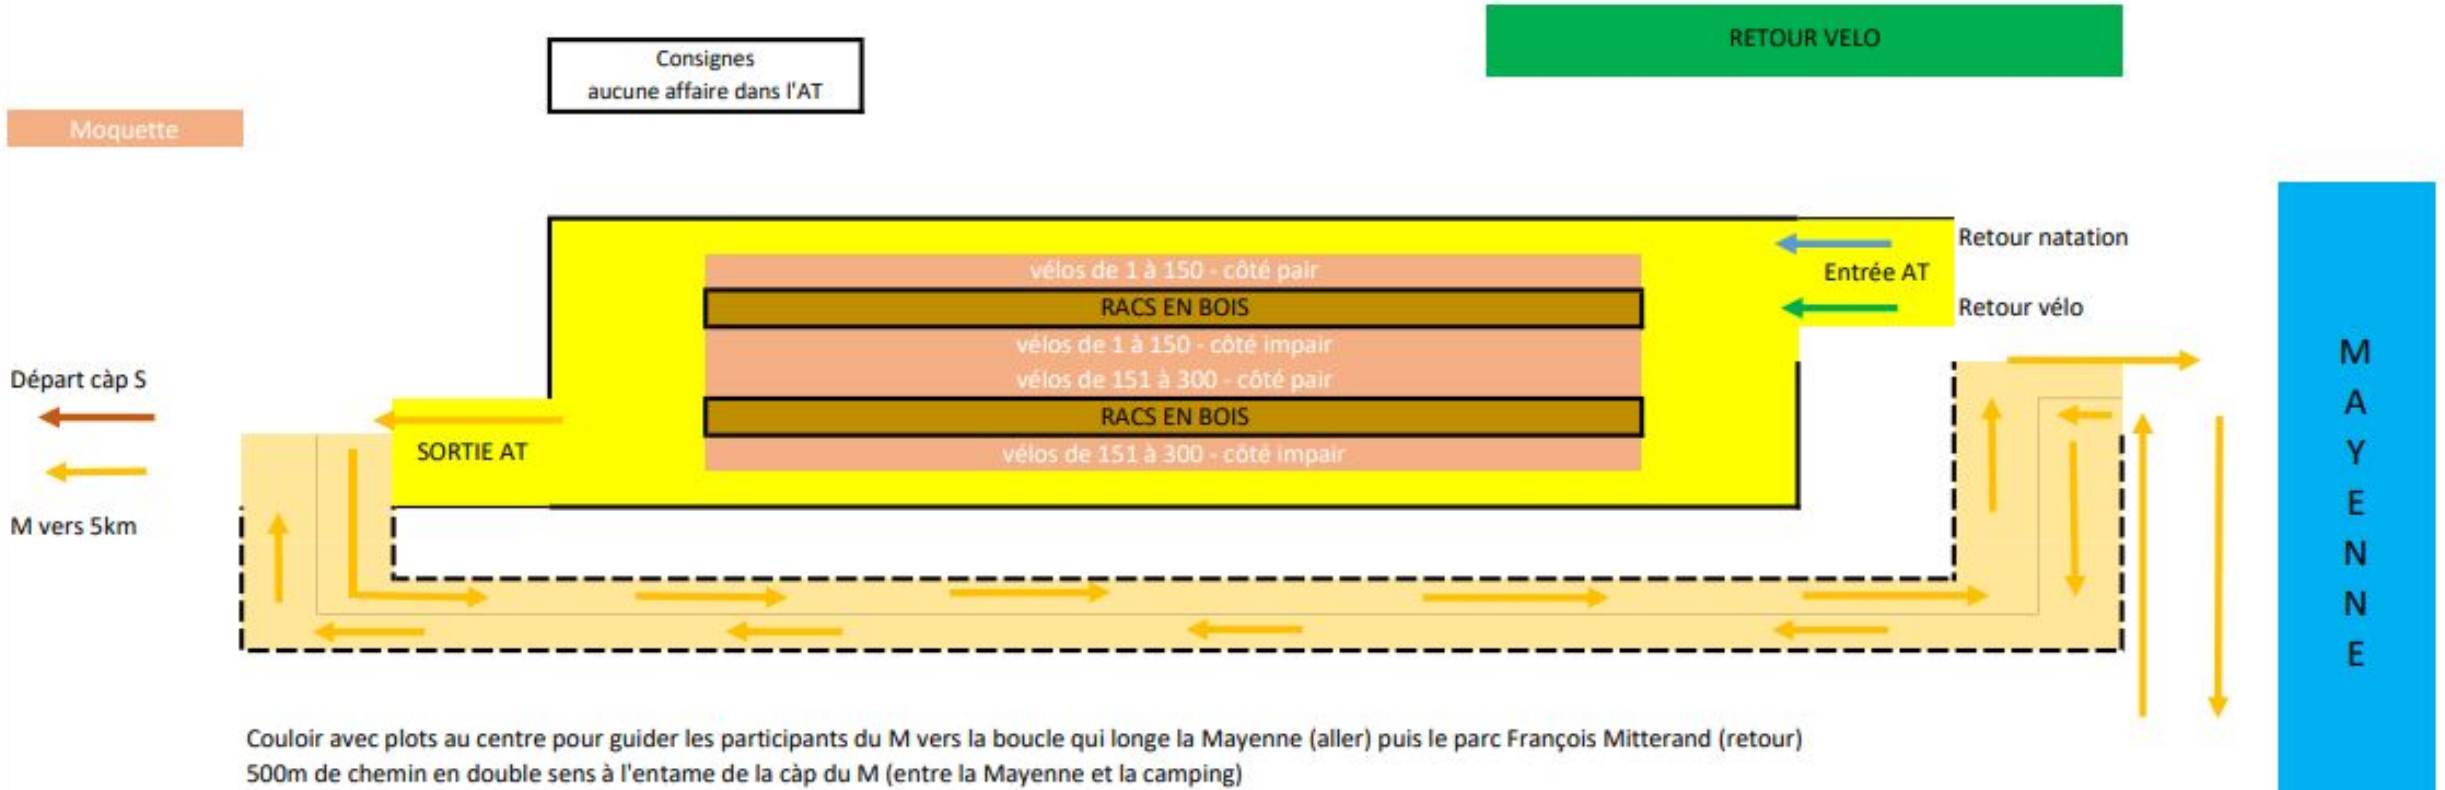 RETOUR VELO
Consignes
aucune affaire dans l'AT
Moquette
Retour natation
vélos de 1 à 150 - côté pair
Entrée AT
RACS EN BOIS
Retour vélo
vélos de 1 à 150 - côté impair
Départ càp S
vélos de 151 à 300 - côté pair
RACS EN BOIS
SORTIE AT
vélos de 151 à 300 - côté impair
M vers 5km
M
A
Y
E
N
N
E
Couloir avec plots au centre pour guider les participants du M vers la boucle qui longe la Mayenne (aller) puis le parc François Mitterand (retour)
500m de chemin en double sens à l'entame de la càp du M (entre la Mayenne et la camping)